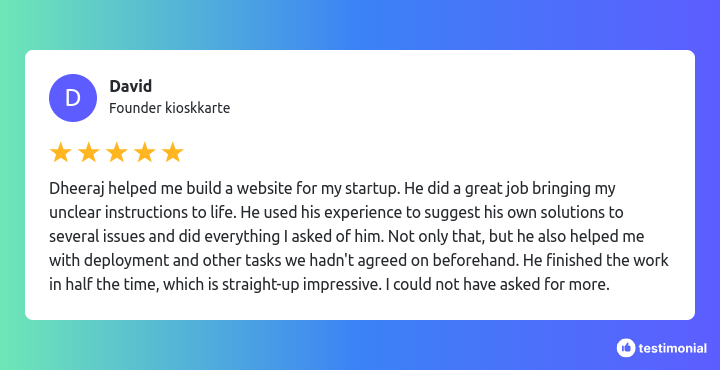 D
David
Founder kioskkarte
Dheeraj helped me build a website for my startup. He did a great job bringing my
unclear instructions to life. He used his experience to suggest his own solutions to
several issues and did everything I asked of him. Not only that, but he also helped me
with deployment and other tasks we hadn't agreed on beforehand. He finished the work
in half the time, which is straight-up impressive. I could not have asked for more.
testimonial